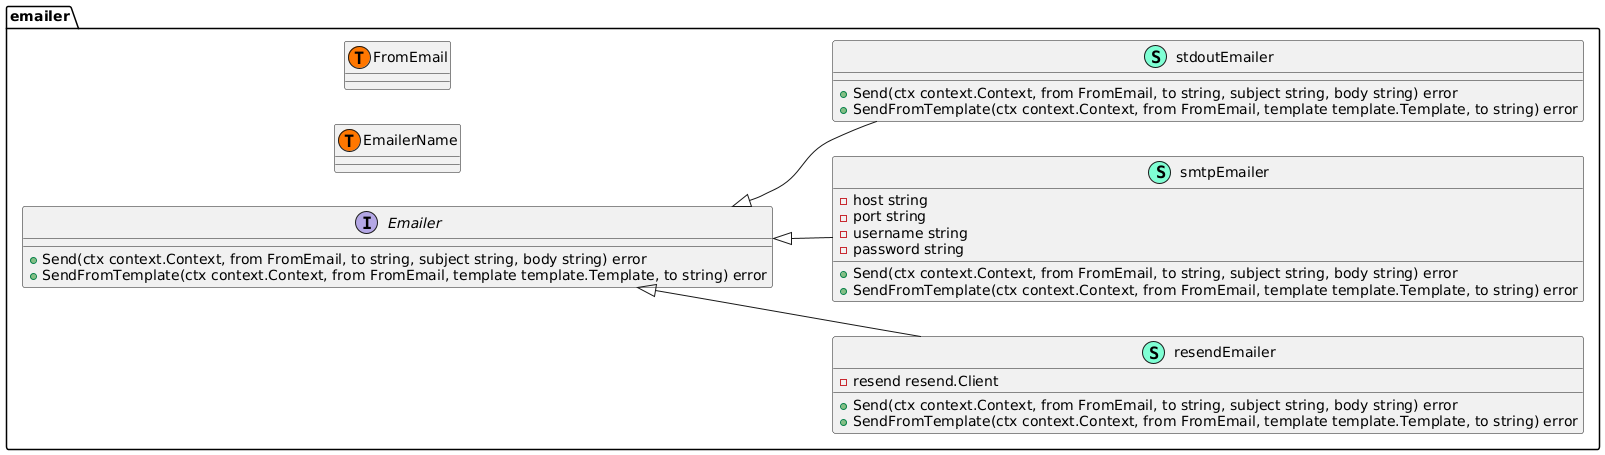 emailer
T FromEmail
T EmailerName
I Emailer
Send(ctx context.Context, from FromEmail, to string, subject string, body string) error
SendFromTemplate(ctx context.Context, from FromEmail, template template.Template, to string) error
S stdoutEmailer
Send(ctx context.Context, from FromEmail, to string, subject string, body string) error
SendFromTemplate(ctx context.Context, from FromEmail, template template.Template, to string) error
S smtpEmailer
host string
port string
username string
password string
Send(ctx context.Context, from FromEmail, to string, subject string, body string) error
SendFromTemplate(ctx context.Context, from FromEmail, template template.Template, to string) error
S resendEmailer
resend resend.Client
Send(ctx context.Context, from FromEmail, to string, subject string, body string) error
SendFromTemplate(ctx context.Context, from FromEmail, template template.Template, to string) error